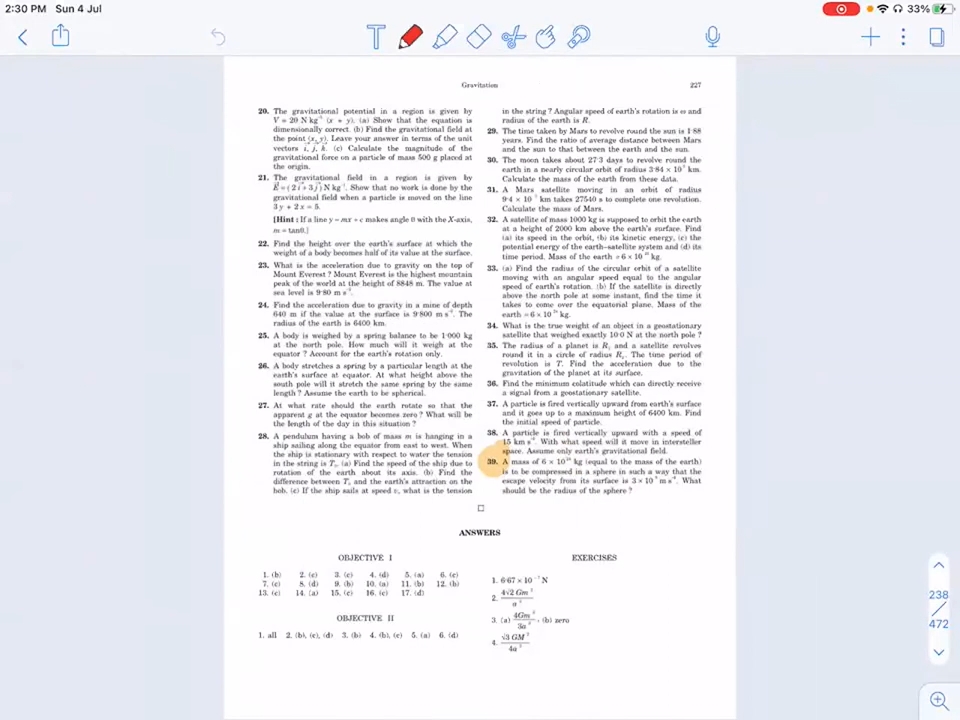 2:30 PM Sun 4 Jul
33%
Gravitation
227
20. The gravitational potential in a region is given by
V = 20 N kg⁻¹ (x + y). (a) Show that the equation is
dimensionally correct. (b) Find the gravitational field at
the point (x, y). Leave your answer in terms of the unit
vectors i, j, k. (c) Calculate the magnitude of the
gravitational force on a particle of mass 500 g placed at
the origin.
21. The gravitational field in a region is given by
E = (2 i + 3 j) N kg⁻¹. Show that no work is done by the
gravitational field when a particle is moved on the line
3 y + 2 x = 5.
[Hint : If a line y = mx + c makes angle θ with the X-axis,
m = tanθ.]
22. Find the height over the earth's surface at which the
weight of a body becomes half of its value at the surface.
23. What is the acceleration due to gravity on the top of
Mount Everest ? Mount Everest is the highest mountain
peak of the world at the height of 8848 m. The value at
sea level is 9·80 m s⁻².
24. Find the acceleration due to gravity in a mine of depth
640 m if the value at the surface is 9·800 m s⁻². The
radius of the earth is 6400 km.
25. A body is weighed by a spring balance to be 1·000 kg
at the north pole. How much will it weigh at the
equator ? Account for the earth's rotation only.
26. A body stretches a spring by a particular length at the
earth's surface at equator. At what height above the
south pole will it stretch the same spring by the same
length ? Assume the earth to be spherical.
27. At what rate should the earth rotate so that the
apparent g at the equator becomes zero ? What will be
the length of the day in this situation ?
28. A pendulum having a bob of mass m is hanging in a
ship sailing along the equator from east to west. When
the ship is stationary with respect to water the tension
in the string is T₀. (a) Find the speed of the ship due to
rotation of the earth about its axis. (b) Find the
difference between T₀ and the earth's attraction on the
bob. (c) If the ship sails at speed v, what is the tension
in the string ? Angular speed of earth's rotation is ω and
radius of the earth is R.
29. The time taken by Mars to revolve round the sun is 1·88
years. Find the ratio of average distance between Mars
and the sun to that between the earth and the sun.
30. The moon takes about 27·3 days to revolve round the
earth in a nearly circular orbit of radius 3·84 × 10⁵ km.
Calculate the mass of the earth from these data.
31. A Mars satellite moving in an orbit of radius
9·4 × 10³ km takes 27540 s to complete one revolution.
Calculate the mass of Mars.
32. A satellite of mass 1000 kg is supposed to orbit the earth
at a height of 2000 km above the earth's surface. Find
(a) its speed in the orbit, (b) its kinetic energy, (c) the
potential energy of the earth-satellite system and (d) its
time period. Mass of the earth = 6 × 10²⁴ kg.
33. (a) Find the radius of the circular orbit of a satellite
moving with an angular speed equal to the angular
speed of earth's rotation. (b) If the satellite is directly
above the north pole at some instant, find the time it
takes to come over the equatorial plane. Mass of the
earth = 6 × 10²⁴ kg.
34. What is the true weight of an object in a geostationary
satellite that weighed exactly 10·0 N at the north pole ?
35. The radius of a planet is R₁ and a satellite revolves
round it in a circle of radius R₂. The time period of
revolution is T. Find the acceleration due to the
gravitation of the planet at its surface.
36. Find the minimum colatitude which can directly receive
a signal from a geostationary satellite.
37. A particle is fired vertically upward from earth's surface
and it goes up to a maximum height of 6400 km. Find
the initial speed of particle.
38. A particle is fired vertically upward with a speed of
15 km s⁻¹. With what speed will it move in intersteller
space. Assume only earth's gravitational field.
39. A mass of 6 × 10²⁴ kg (equal to the mass of the earth)
is to be compressed in a sphere in such a way that the
escape velocity from its surface is 3 × 10⁸ m s⁻¹. What
should be the radius of the sphere ?
ANSWERS
OBJECTIVE I
1. (b) 2. (c) 3. (c) 4. (d) 5. (a) 6. (c)
7. (c) 8. (d) 9. (b) 10. (a) 11. (b) 12. (b)
13. (c) 14. (a) 15. (c) 16. (c) 17. (d)
OBJECTIVE II
1. all 2. (b), (c), (d) 3. (b) 4. (b), (c) 5. (a) 6. (d)
EXERCISES
1. 6·67 × 10⁻⁷ N
2. 4√2 Gm² / a²
3. (a) 4Gm² / 3a², (b) zero
4. √3 GM² / 4a²
238
472